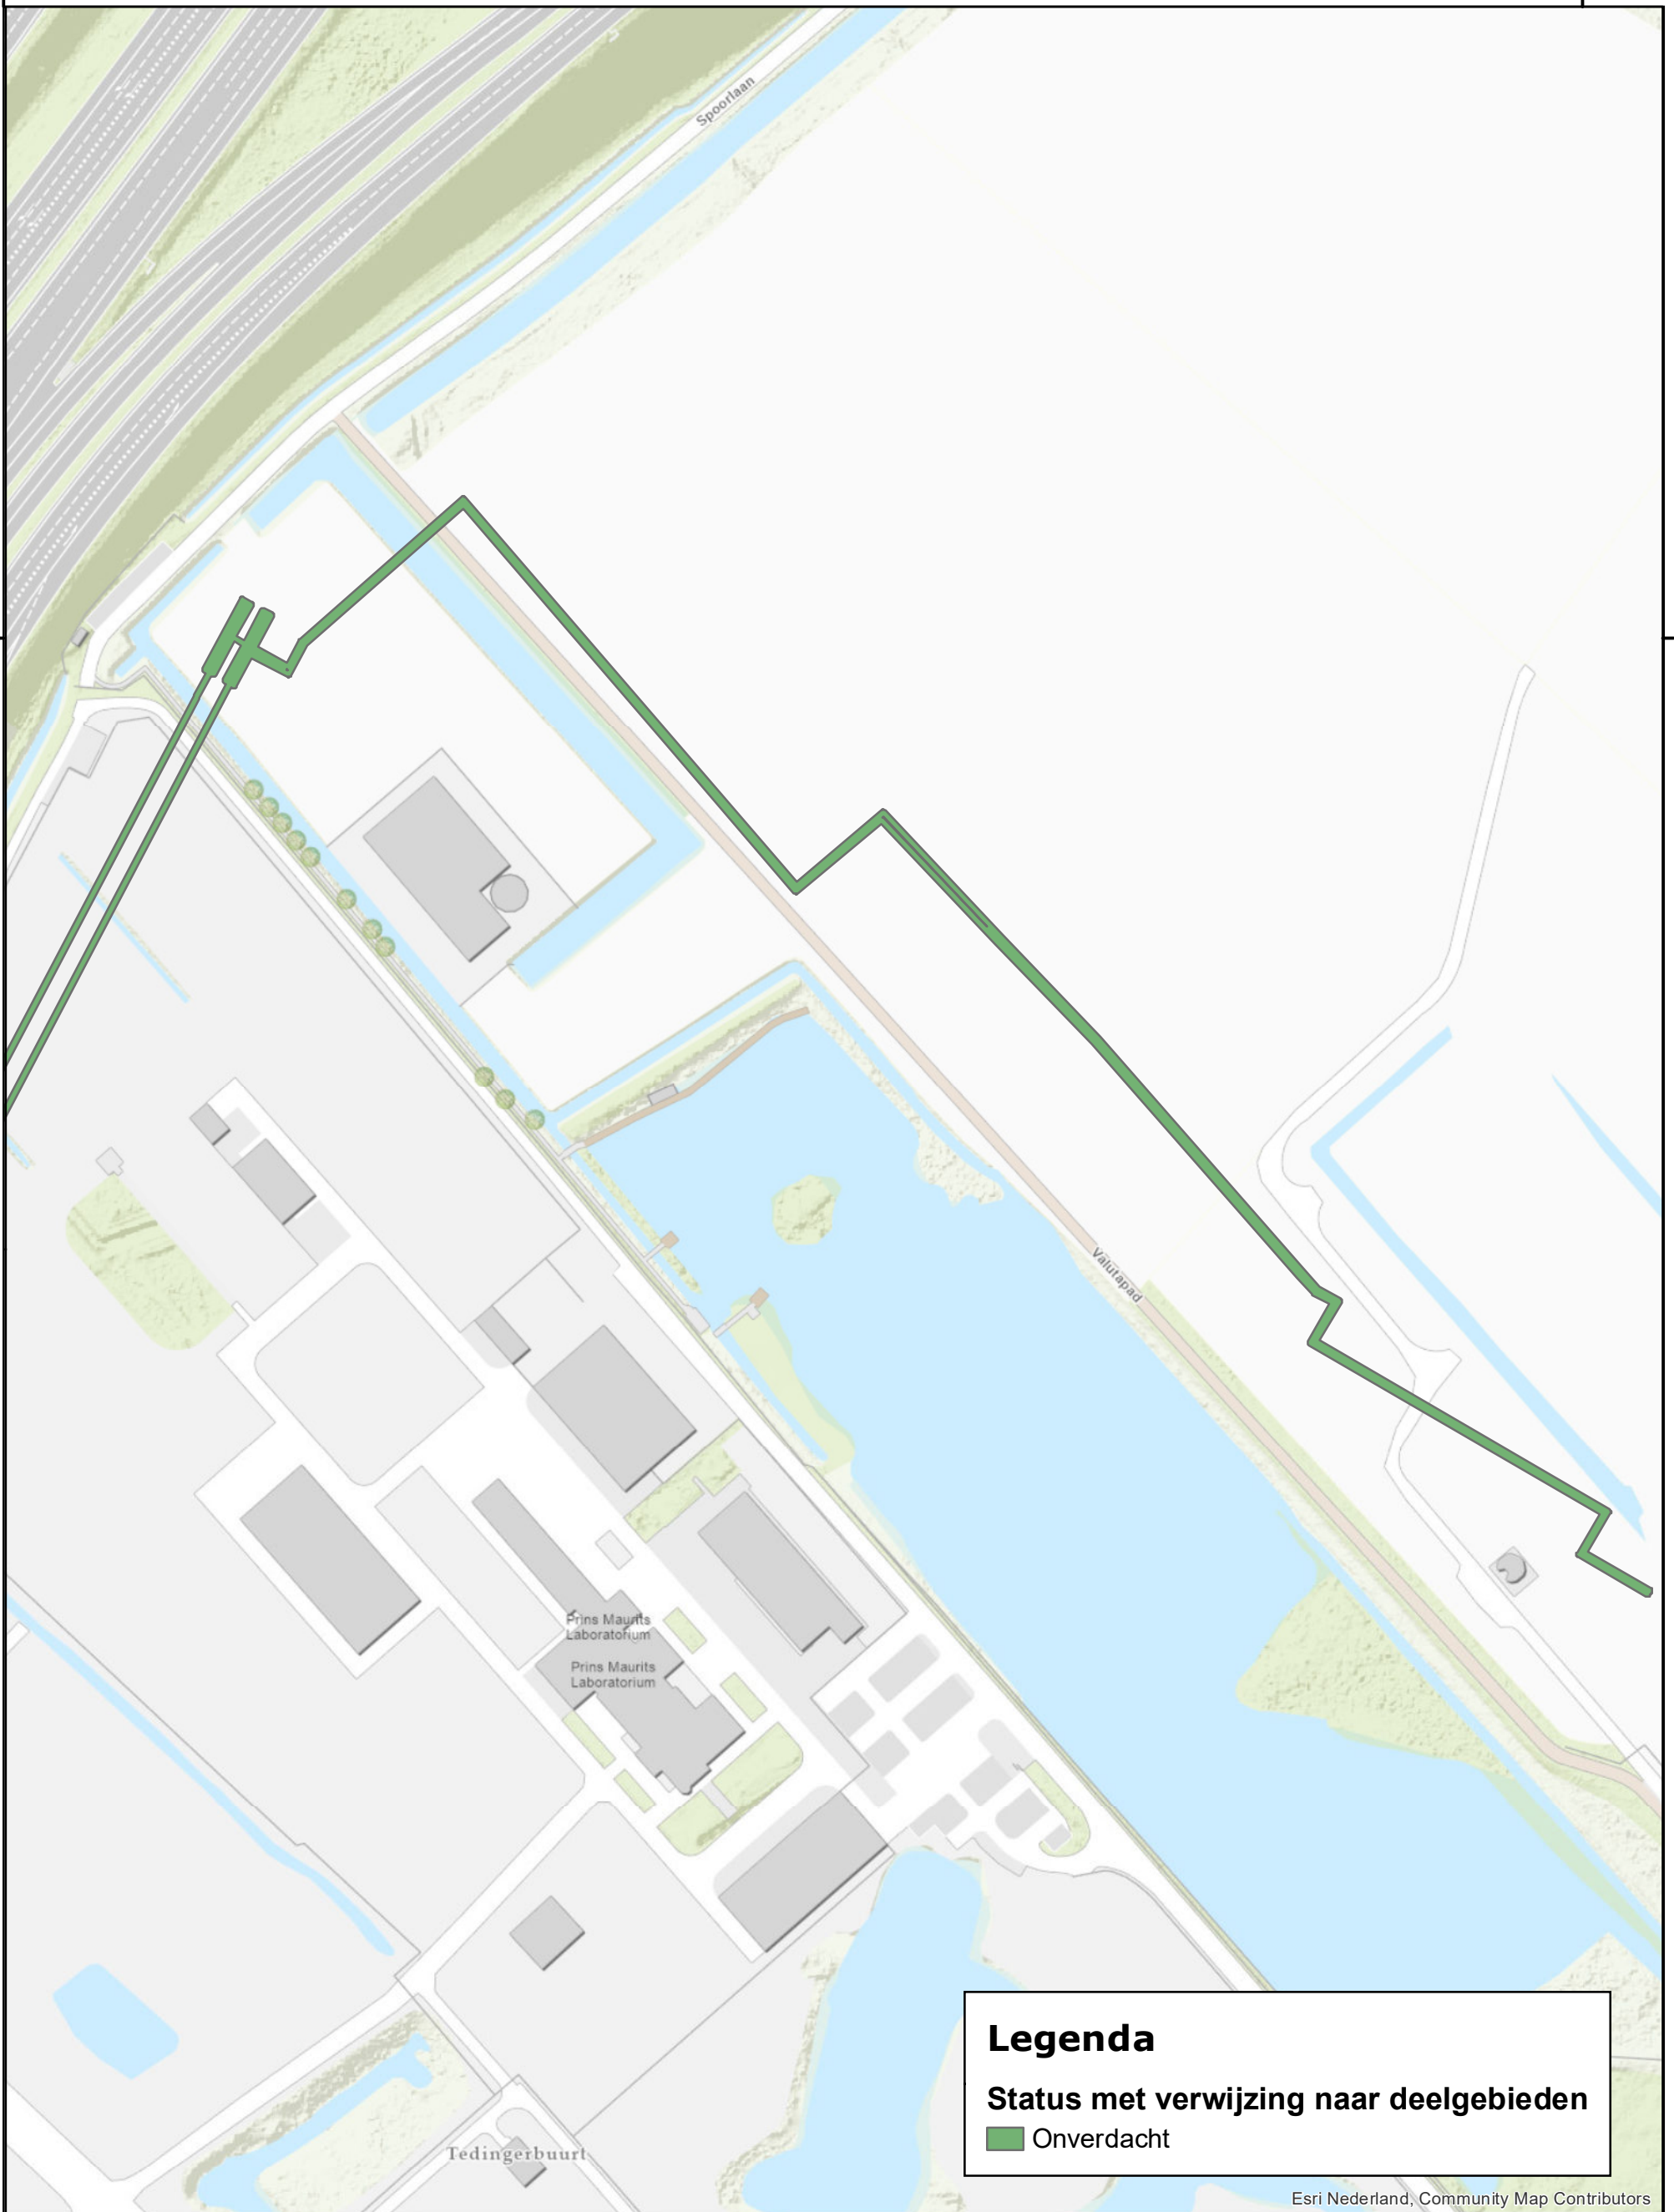 Spoorlaan
Valutapad
Prins Maurits
Laboratorium
Prins Maurits
Laboratorium
Tedingerbuurt
Legenda
Status met verwijzing naar deelgebieden
Onverdacht
Esri Nederland, Community Map Contributors